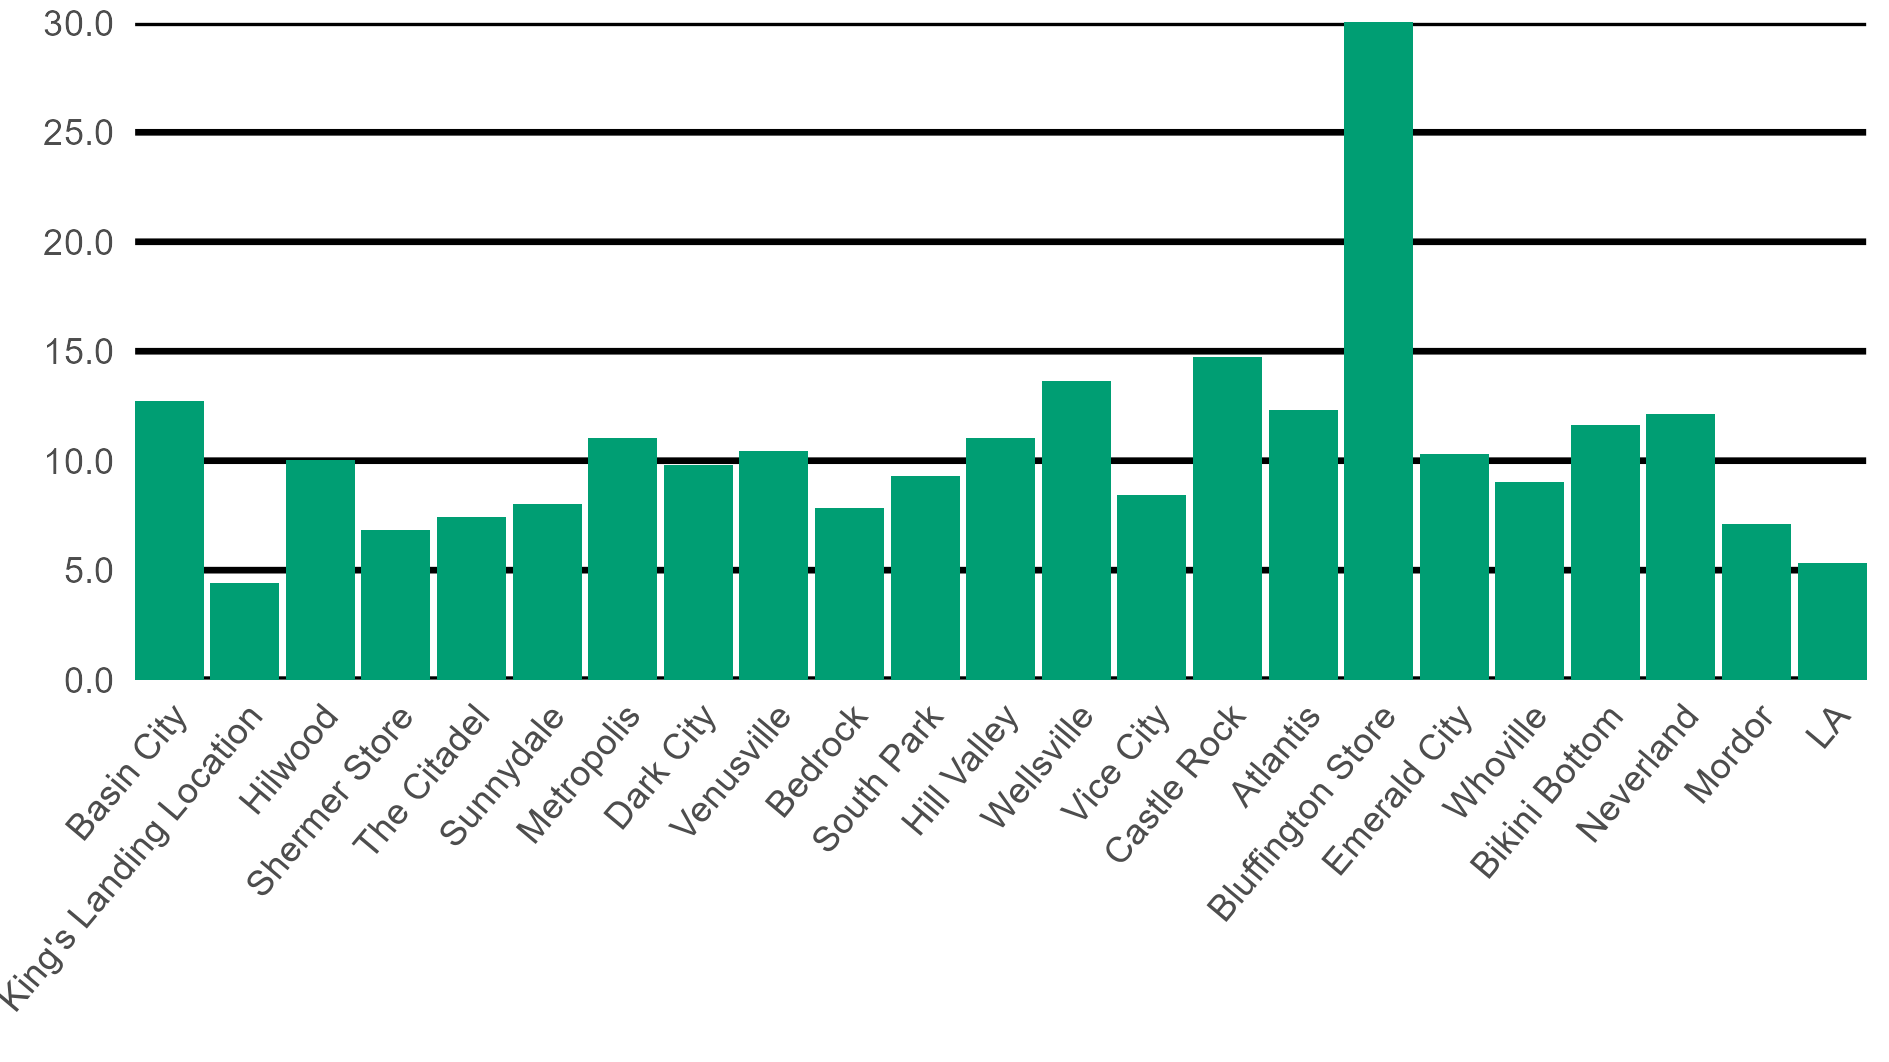 30.0
25.0
20.0
15.0
10.0
5.0
0.0
Basin City
King's Landing Location
Hilwood
Shermer Store
The Citadel
Sunnydale
Metropolis
Dark City
Venusville
Bedrock
South Park
Hill Valley
Wellsville
Vice City
Castle Rock
Atlantis
Bluffington Store
Emerald City
Whoville
Bikini Bottom
Neverland
Mordor
LA